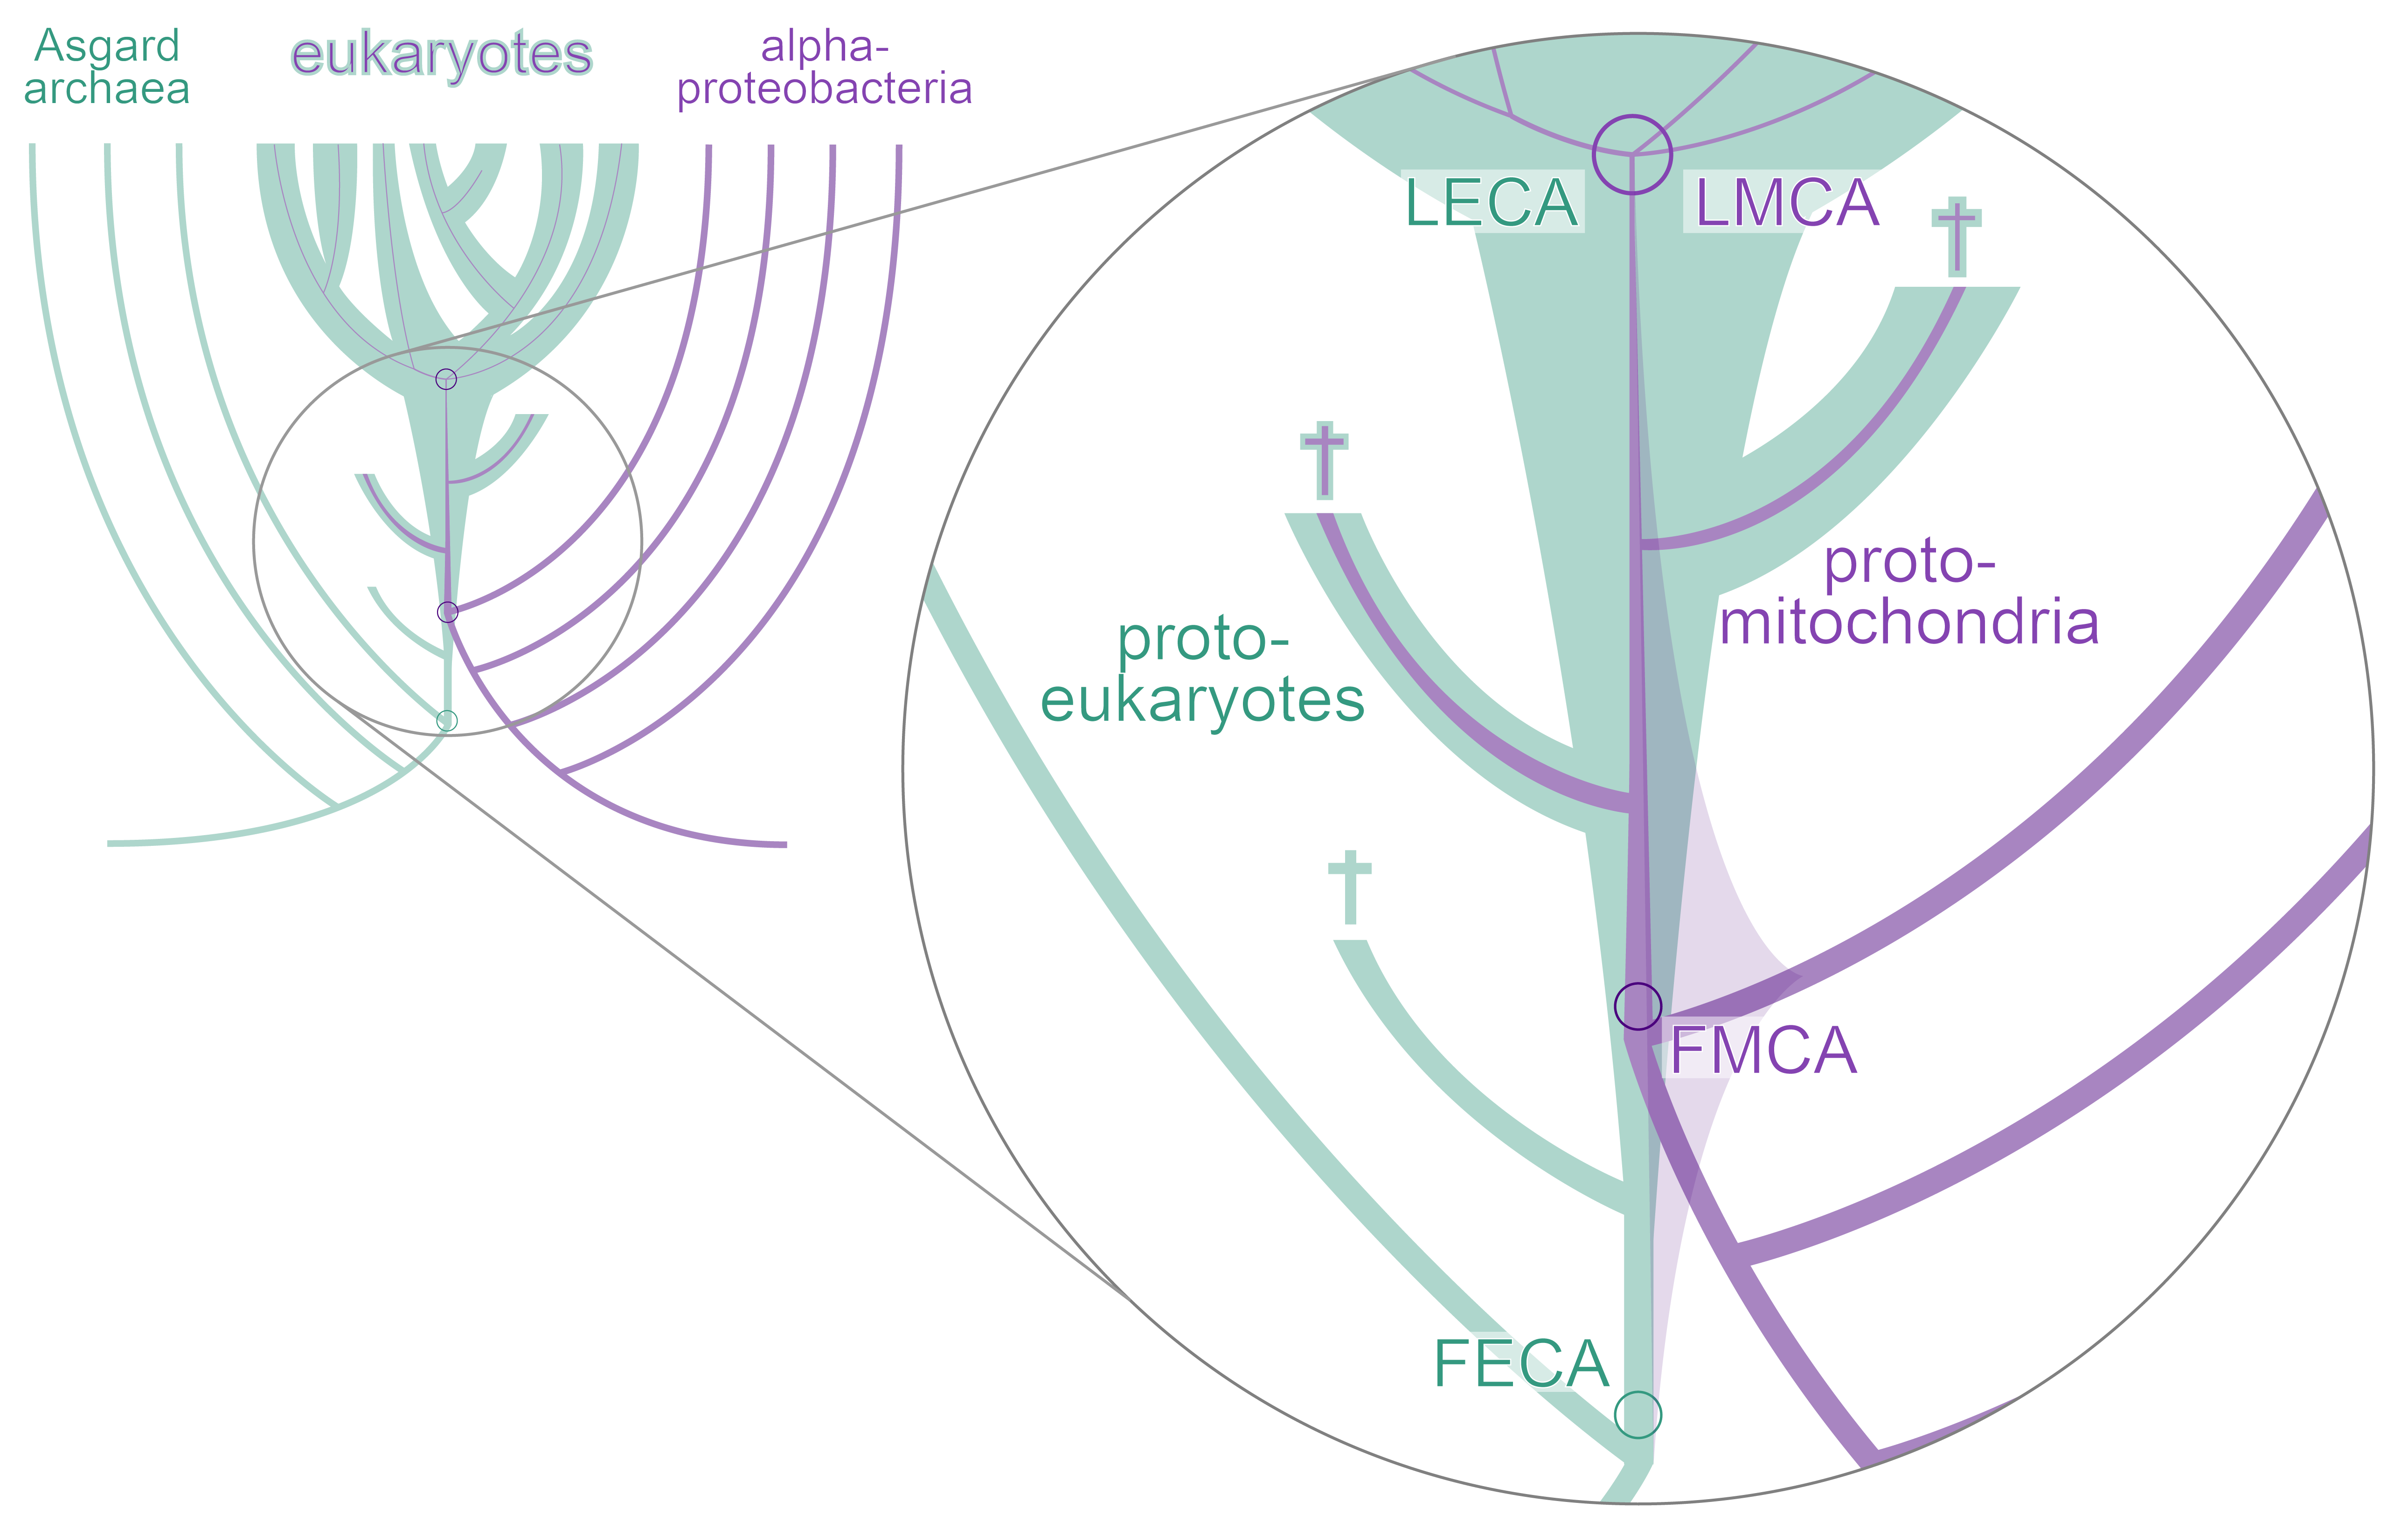 Asgard
archaea
eukaryotes
alpha-
proteobacteria
LECA
LMCA
proto-
mitochondria
proto-
eukaryotes
FMCA
FECA